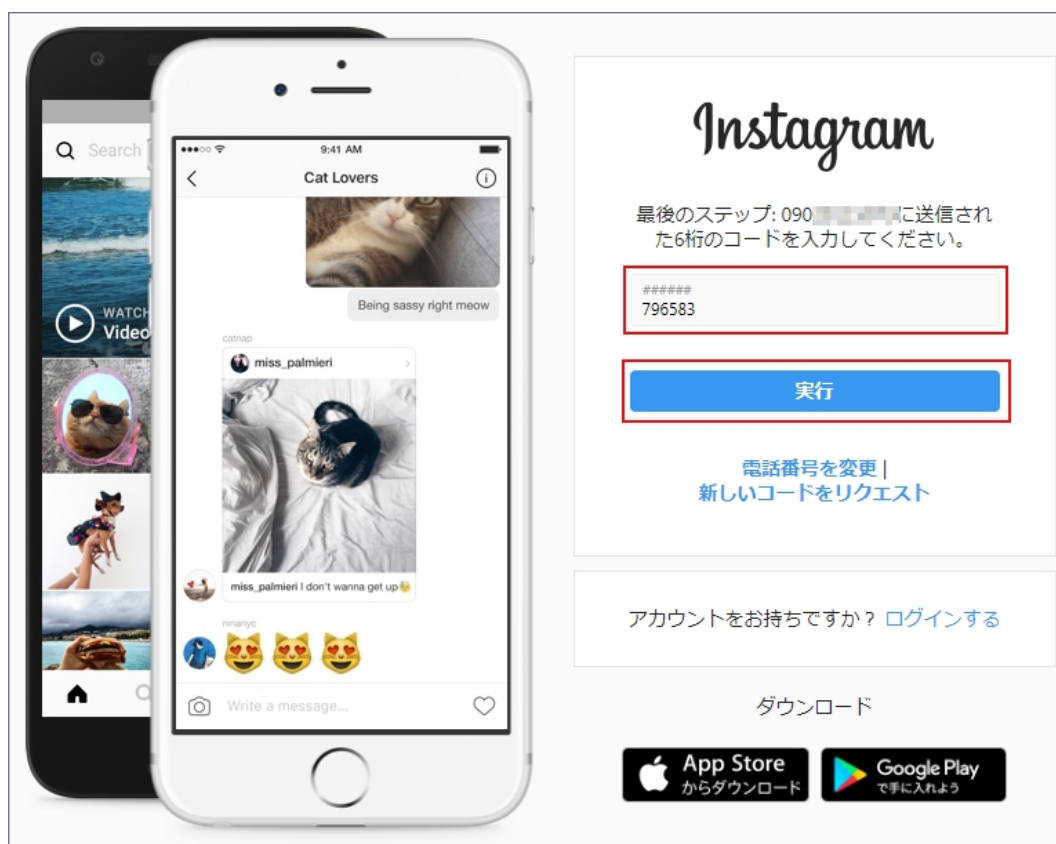 Search
WATCH
Video
9:41 AM
Cat Lovers
Being sassy right meow
catnap
miss_palmieri
miss_palmieri I don't wanna get up
ninanyc
Write a message...
Instagram
最後のステップ: 090に送信され
た6桁のコードを入力してください。
######
796583
実行
電話番号を変更 |
新しいコードをリクエスト
アカウントをお持ちですか？ ログインする
ダウンロード
App Store
からダウンロード
Google Play
で手に入れよう